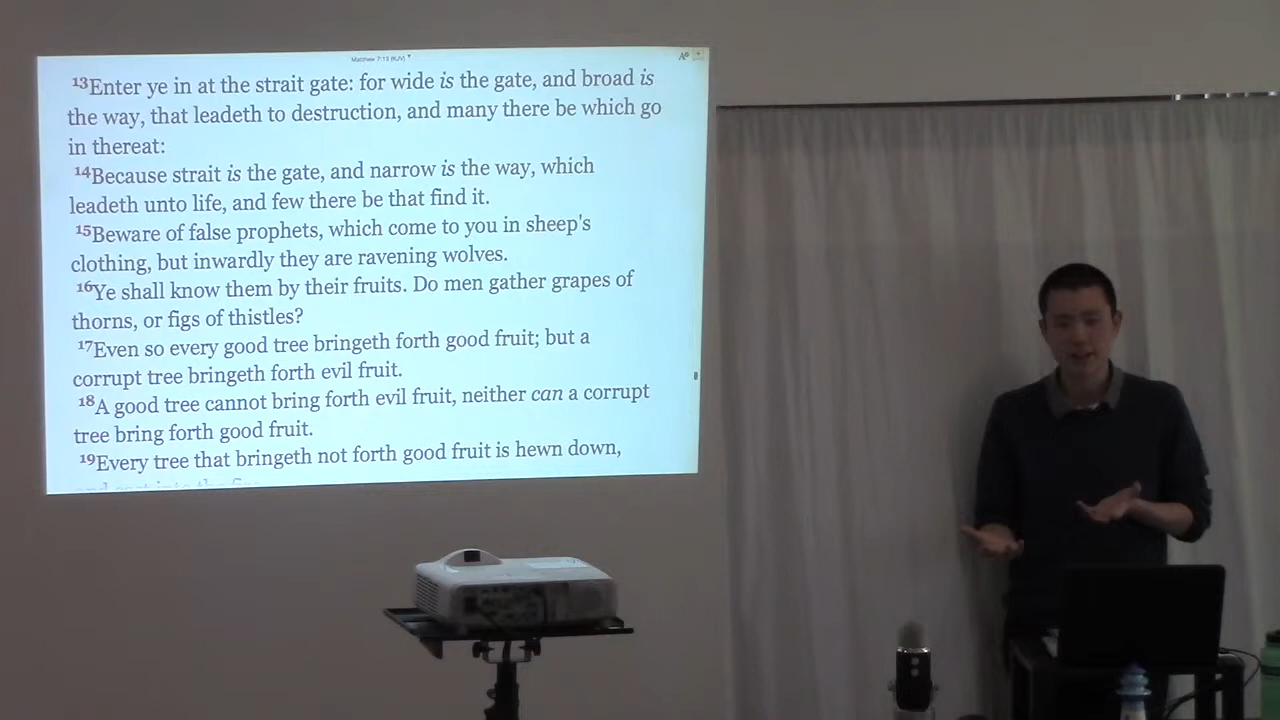 Matthew 7:13 (KJV)
13Enter ye in at the strait gate: for wide is the gate, and broad is
the way, that leadeth to destruction, and many there be which go
in thereat:
14Because strait is the gate, and narrow is the way, which
leadeth unto life, and few there be that find it.
15Beware of false prophets, which come to you in sheep's
clothing, but inwardly they are ravening wolves.
16Ye shall know them by their fruits. Do men gather grapes of
thorns, or figs of thistles?
17Even so every good tree bringeth forth good fruit; but a
corrupt tree bringeth forth evil fruit.
18A good tree cannot bring forth evil fruit, neither can a corrupt
tree bring forth good fruit.
19Every tree that bringeth not forth good fruit is hewn down,